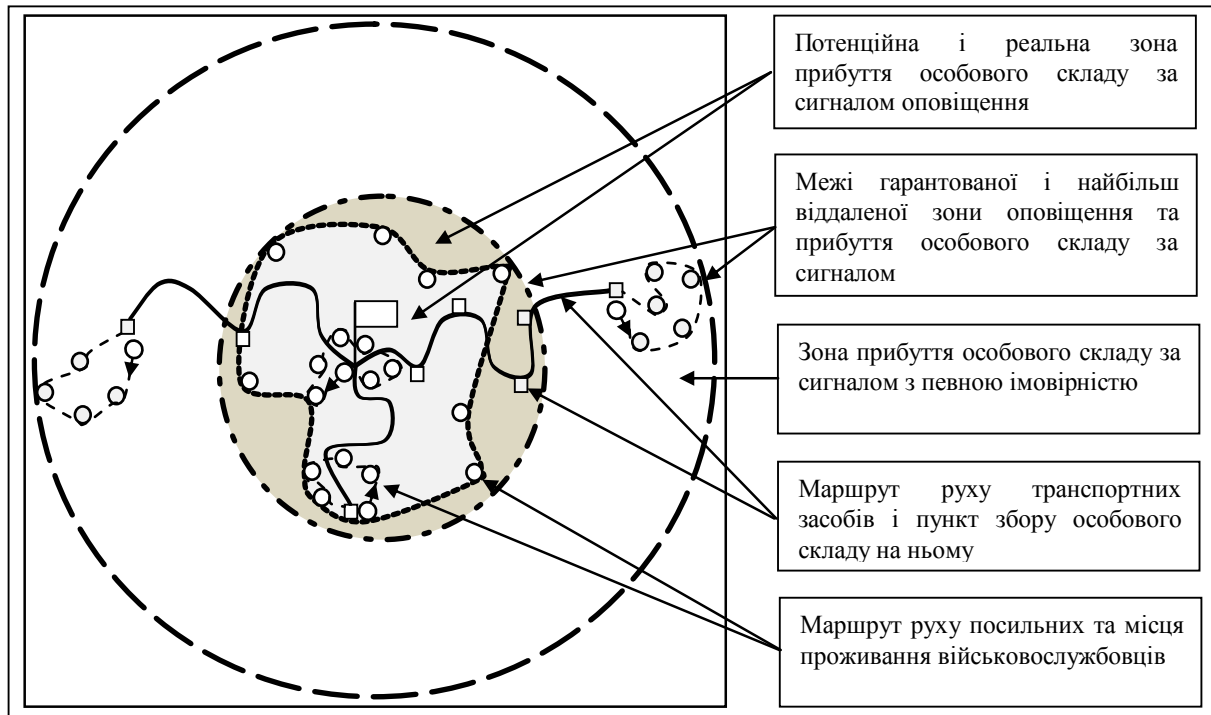 Потенційна і реальна зона
прибуття особового складу за
сигналом оповіщення
Межі гарантованої і найбільш
віддаленої зони оповіщення та
прибуття особового складу за
сигналом
Зона прибуття особового складу за
сигналом з певною імовірністю
Маршрут руху транспортних
засобів і пункт збору особового
складу на ньому
Маршрут руху посильних та місця
проживання військовослужбовців